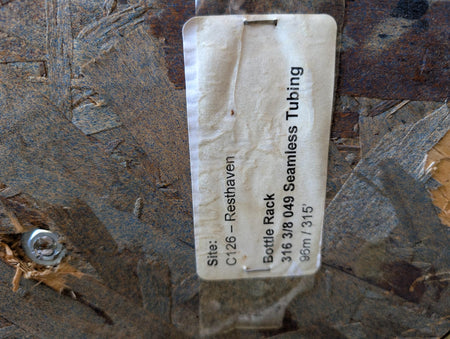 Site:
C126 – Resthaven
Bottle Rack
316 3/8 049 Seamless Tubing
96m / 315'